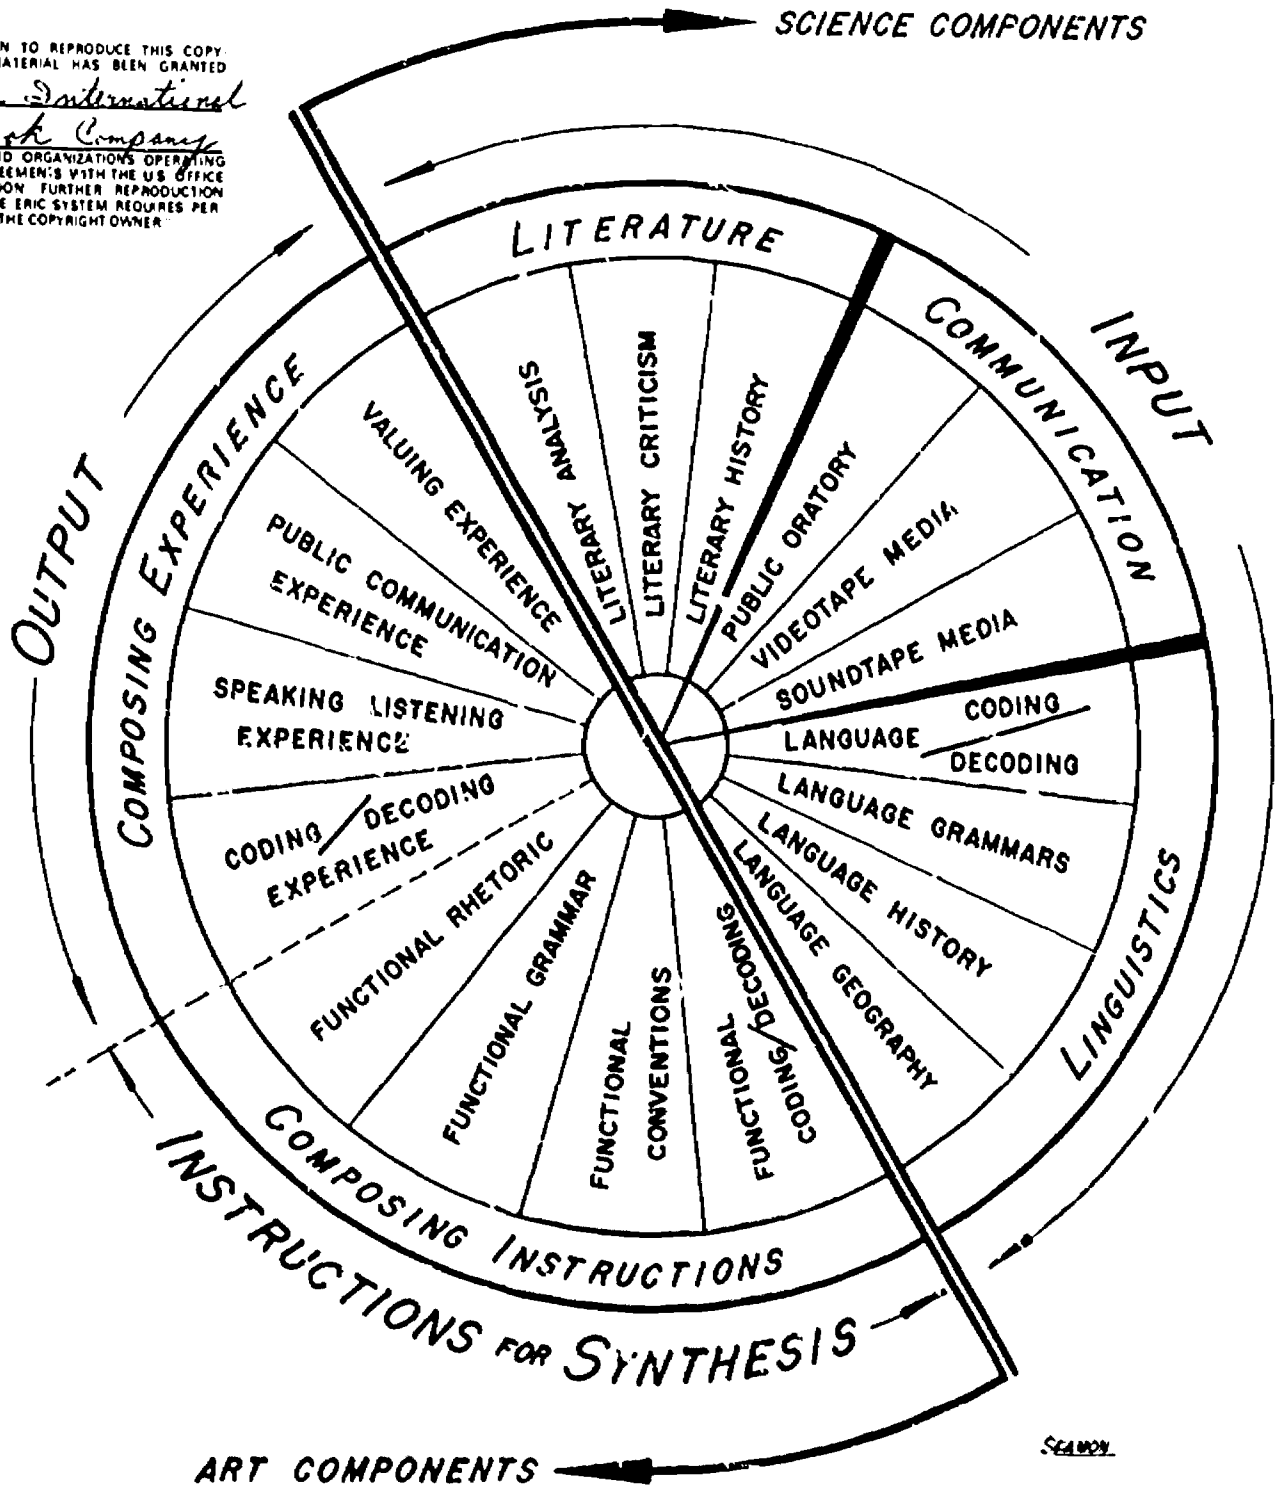 SCIENCE COMPONENTS
N TO REPRODUCE THIS COPY
MATERIAL HAS BEEN GRANTED
International
Company
D ORGANIZATIONS OPERATING
EEMENTS WITH THE US OFFICE
ON FURTHER REPRODUCTION
E ERIC SYSTEM REQUIRES PER
THE COPYRIGHT OWNER
INPUT
LITERATURE
LITERARY ANALYSIS
LITERARY CRITICISM
LITERARY HISTORY
COMMUNICATION
PUBLIC ORATORY
VIDEOTAPE MEDIA
SOUNDTAPE MEDIA
LINGUISTICS
LANGUAGE CODING/
DECODING
LANGUAGE GRAMMARS
LANGUAGE HISTORY
LANGUAGE GEOGRAPHY
OUTPUT
COMPOSING EXPERIENCE
VALUING EXPERIENCE
PUBLIC COMMUNICATION
EXPERIENCE
SPEAKING LISTENING
EXPERIENCE
CODING/DECODING
EXPERIENCE
COMPOSING INSTRUCTIONS
FUNCTIONAL RHETORIC
FUNCTIONAL GRAMMAR
FUNCTIONAL
CONVENTIONS
FUNCTIONAL
CODING/DECODING
INSTRUCTIONS FOR SYNTHESIS
ART COMPONENTS
SEAMON